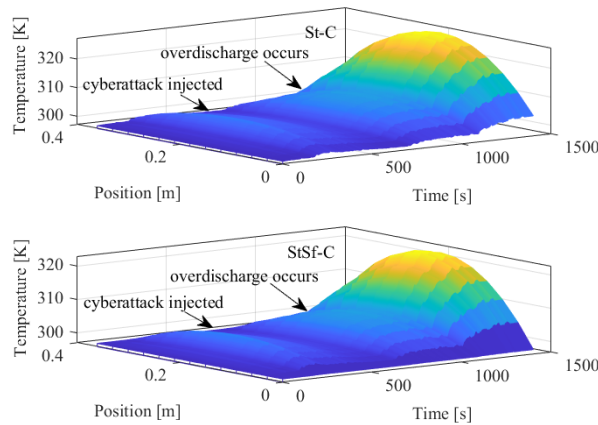 St-C
320
overdischarge occurs
310
cyberattack injected
300
Temperature [K]
0.4
0.2
0
Position [m]
0
500
1000
1500
Time [s]
StSf-C
320
overdischarge occurs
310
cyberattack injected
300
Temperature [K]
0.4
0.2
0
Position [m]
0
500
1000
1500
Time [s]